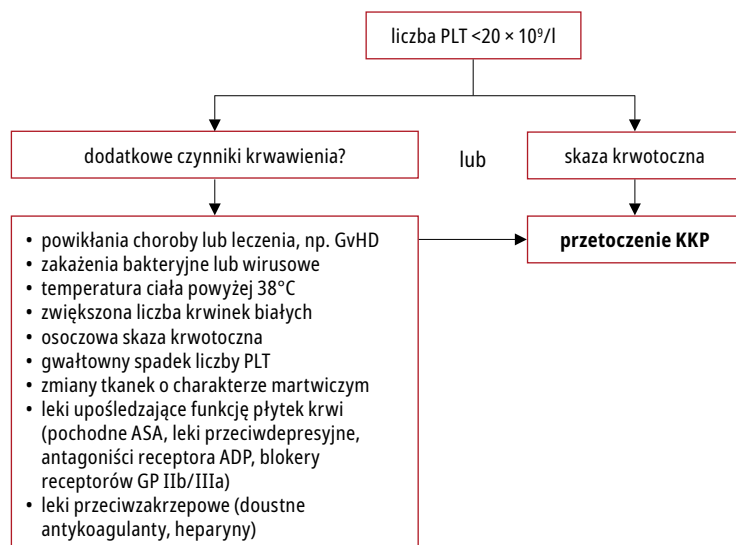 liczba PLT <20 × 10⁹/l
dodatkowe czynniki krwawienia?
lub
skaza krwotoczna
• powikłania choroby lub leczenia, np. GvHD
• zakażenia bakteryjne lub wirusowe
• temperatura ciała powyżej 38°C
• zwiększona liczba krwinek białych
• osoczowa skaza krwotoczna
• gwałtowny spadek liczby PLT
• zmiany tkanek o charakterze martwiczym
• leki upośledzające funkcję płytek krwi
(pochodne ASA, leki przeciwdepresyjne,
antagoniści receptora ADP, blokery
receptorów GP IIb/IIIa)
• leki przeciwzakrzepowe (doustne
antykoagulanty, heparyny)
przetoczenie KKP